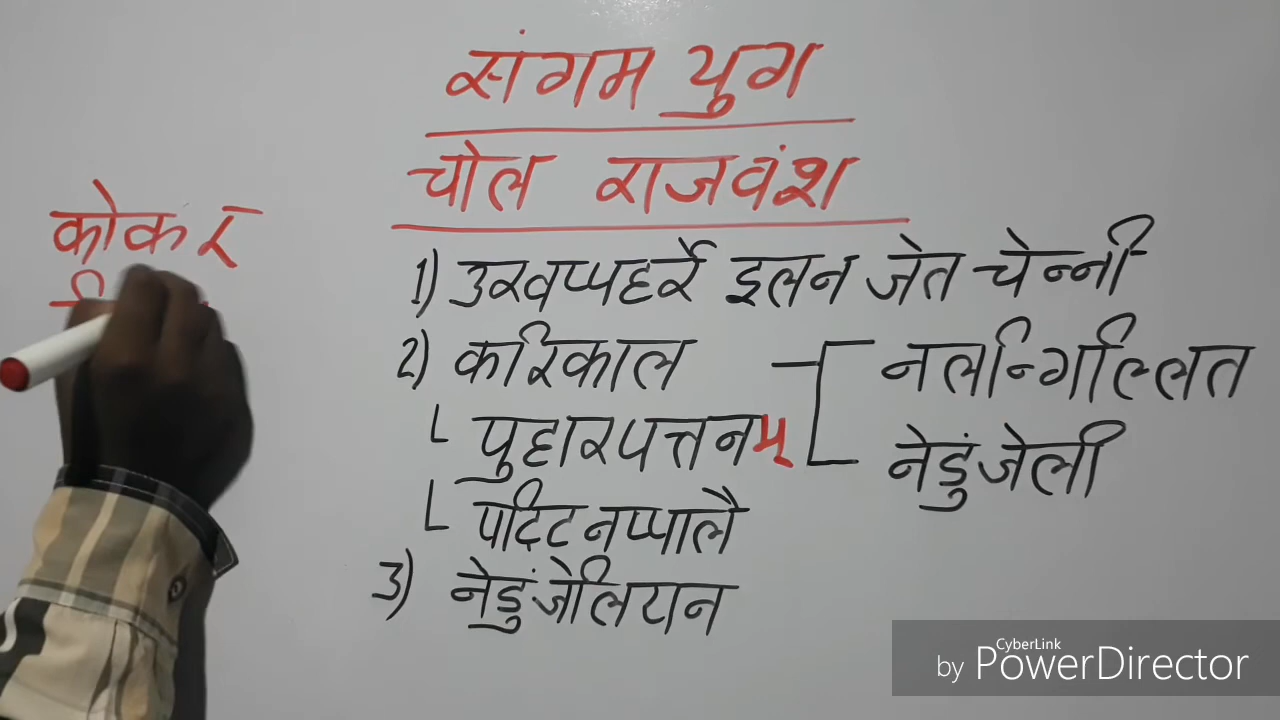 संगम युग
चोल राजवंश
1) उरवप्पहर्रे इलन जेत चेन्नी
2) करिकाल
└ पुहारपत्तनम्
└ पट्टिनप्पालै
3) नेडुंजेलियन
नलन्गिल्लित
नेडुंजेली
कोकर
CyberLink
by PowerDirector